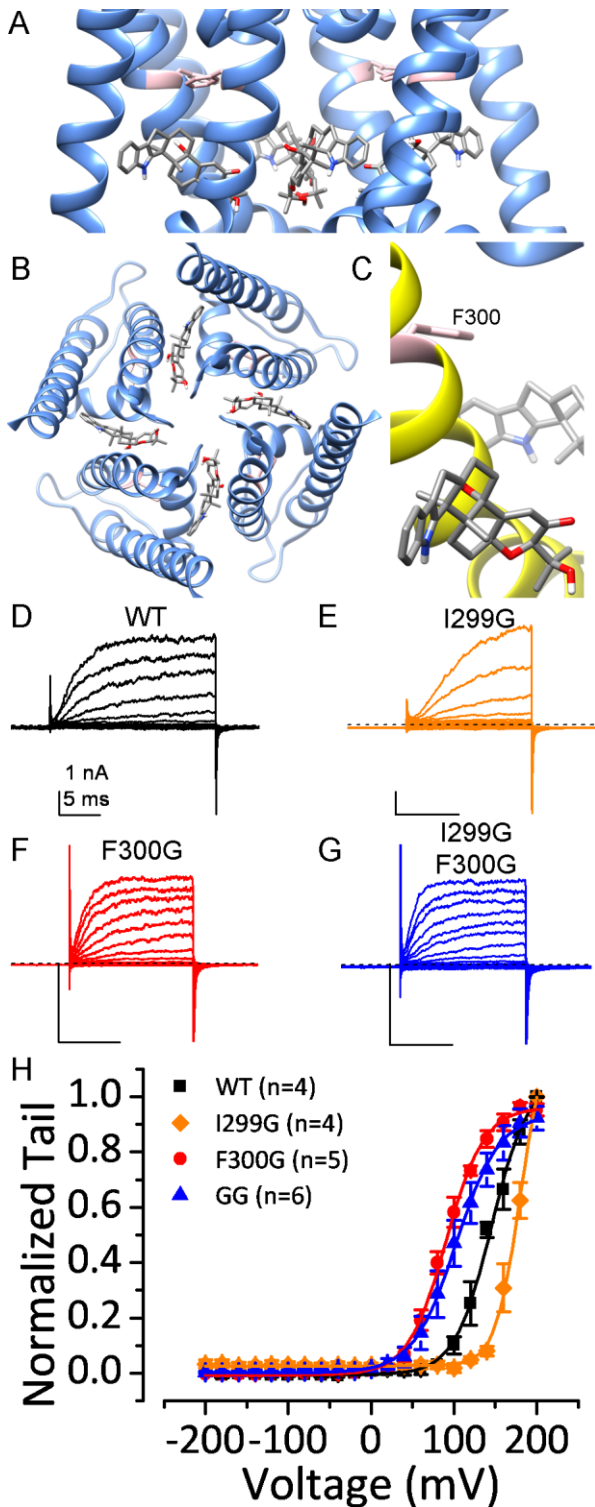 A
B
C
F300
D
WT
E
I299G
1 nA
5 ms
F
F300G
G
I299G
F300G
H
WT (n=4)
I299G (n=4)
F300G (n=5)
GG (n=6)
Normalized Tail
1.0
0.8
0.6
0.4
0.2
0.0
-200 -100 0 100 200
Voltage (mV)